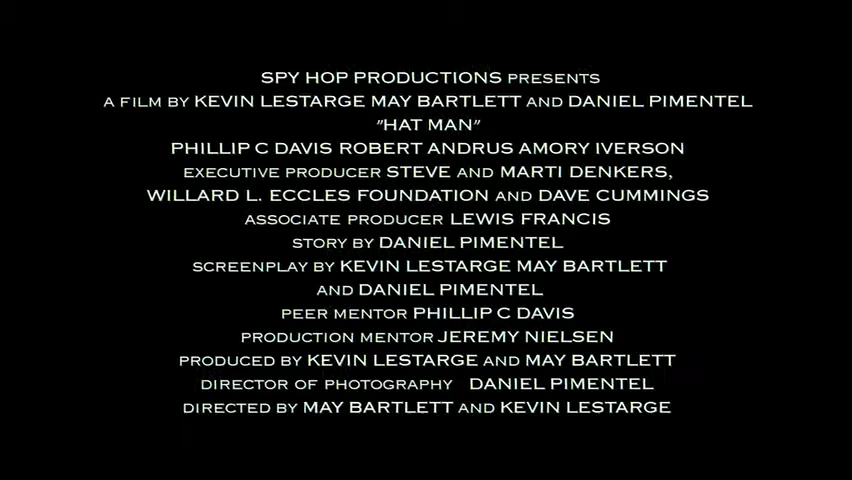 SPY HOP PRODUCTIONS PRESENTS
A FILM BY KEVIN LESTARGE MAY BARTLETT AND DANIEL PIMENTEL
"HAT MAN"
PHILLIP C DAVIS ROBERT ANDRUS AMORY IVERSON
EXECUTIVE PRODUCER STEVE AND MARTI DENKERS,
WILLARD L. ECCLES FOUNDATION AND DAVE CUMMINGS
ASSOCIATE PRODUCER LEWIS FRANCIS
STORY BY DANIEL PIMENTEL
SCREENPLAY BY KEVIN LESTARGE MAY BARTLETT
AND DANIEL PIMENTEL
PEER MENTOR PHILLIP C DAVIS
PRODUCTION MENTOR JEREMY NIELSEN
PRODUCED BY KEVIN LESTARGE AND MAY BARTLETT
DIRECTOR OF PHOTOGRAPHY DANIEL PIMENTEL
DIRECTED BY MAY BARTLETT AND KEVIN LESTARGE